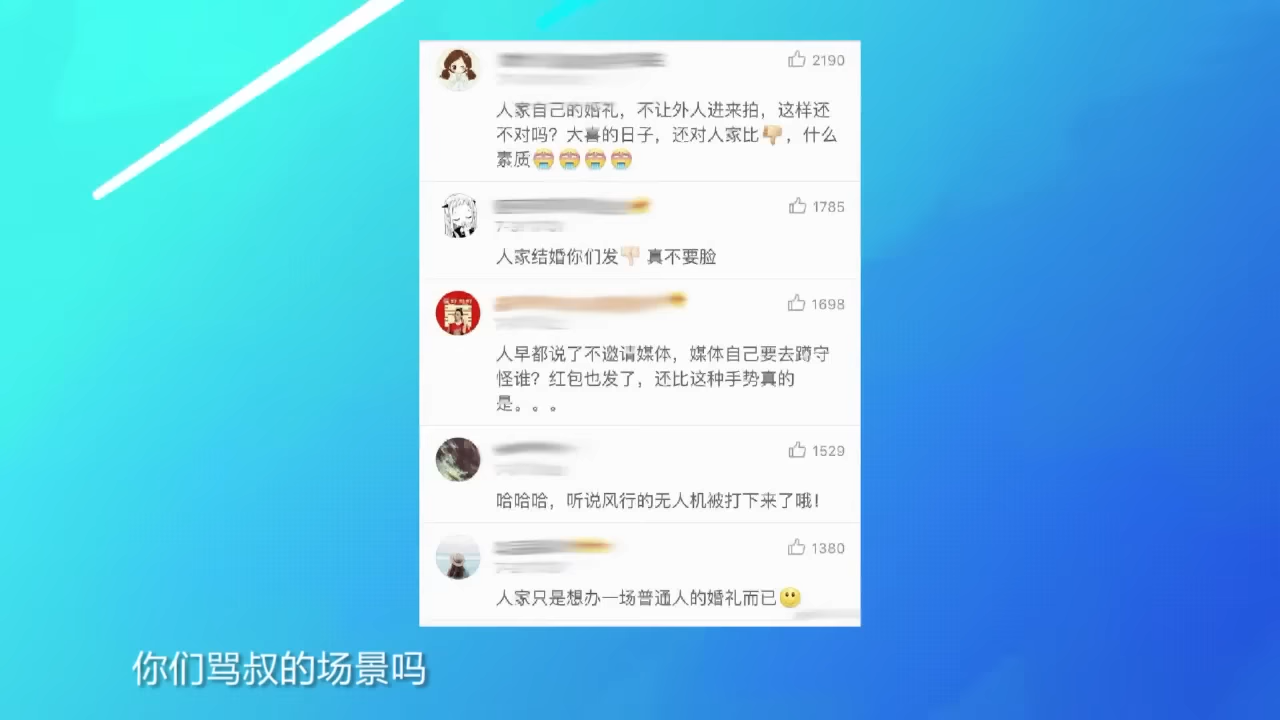 2190
人家自己的婚礼，不让外人进来拍，这样还
不对吗？大喜的日子，还对人家比👎，什么
素质😭😭😭😭
1785
人家结婚你们发👎 真不要脸
1698
人早都说了不邀请媒体，媒体自己要去蹲守
怪谁？红包也发了，还比这种手势真的
是。。。
1529
哈哈哈，听说风行的无人机被打下来了哦！
1380
人家只是想办一场普通人的婚礼而已
你们骂叔的场景吗